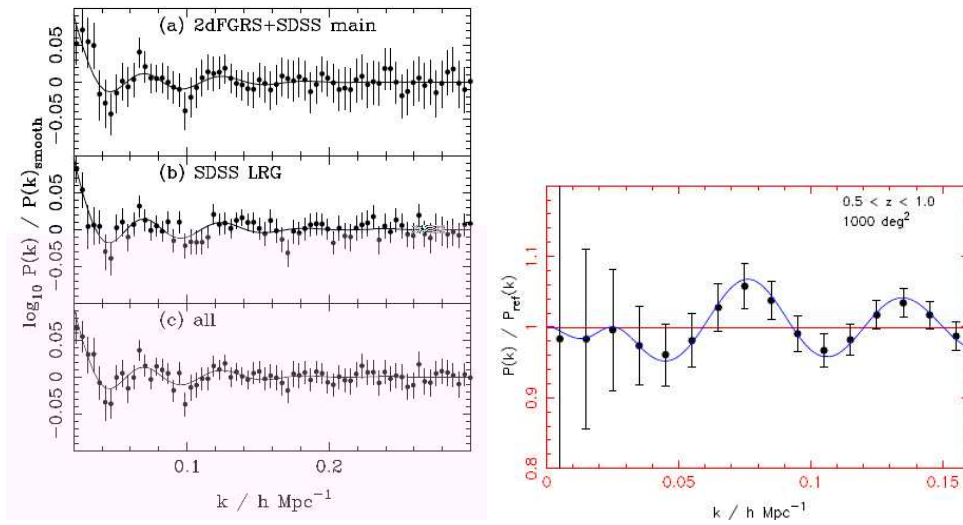 (a) 2dFGRS+SDSS main
0.05
0
−0.05
(b) SDSS LRG
0.05
0
−0.05
(c) all
0.05
0
−0.05
log₁₀ P(k) / P(k)smooth
0.1
0.2
k / h Mpc⁻¹
0.5 < z < 1.0
1000 deg²
P(k) / Pref(k)
1.1
1
0.9
0.8
0
0.05
0.1
0.15
k / h Mpc⁻¹